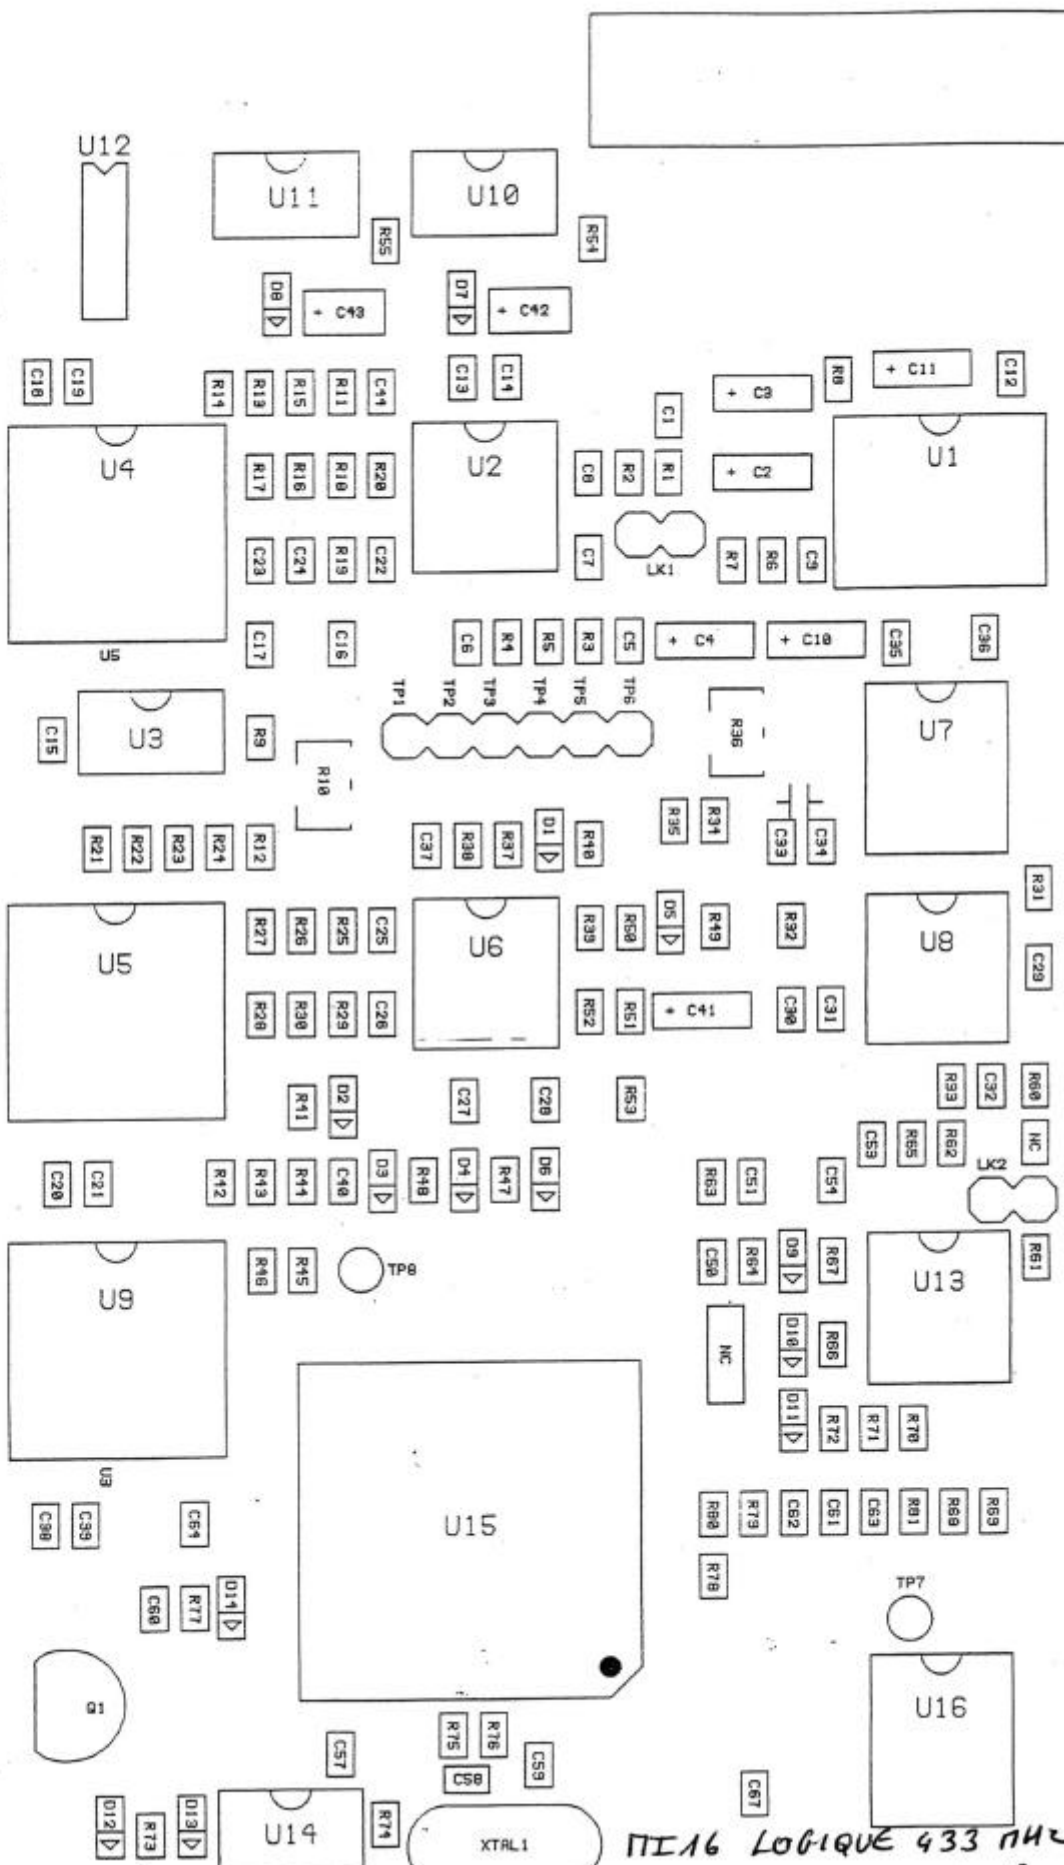 U12
U11
U10
R55
R54
D8
+ C43
D7
+ C42
C18
C19
R14
R13
R15
R11
C44
C13
C14
C1
+ C3
R8
+ C11
C12
U4
U2
U1
R17
R16
R18
R20
C8
R2
R1
+ C2
LK1
C23
C24
R19
C22
C7
R7
R6
C9
U5
C17
C16
C6
R4
R5
R3
C5
+ C4
+ C10
C35
C36
TP1
TP2
TP3
TP4
TP5
TP6
C15
U3
R9
R10
R36
U7
R21
R22
R23
R24
R12
C37
R38
R37
D1
R40
R35
R34
C33
C34
R31
U5
R27
R26
R25
C25
U6
R39
R50
D5
R49
R32
U8
C29
R28
R30
R29
C26
R52
R51
+ C41
C30
C31
R41
D2
C27
C28
R53
R33
C32
R60
C53
R65
R62
NC
C20
C21
R42
R43
R44
C40
D3
R48
D4
R47
D6
R63
C51
C54
LK2
U9
R46
R45
TP8
C50
R64
D9
R67
U13
R61
NC
D10
R66
D11
R72
R71
R70
U3
C38
C39
C64
U15
R80
R79
C62
C61
C63
R81
R68
R69
R78
C60
R77
D14
TP7
Q1
U16
C57
R75
R76
C58
C59
C67
D12
R73
D13
U14
R74
XTAL1
MI16 LOGIQUE 433 MHz